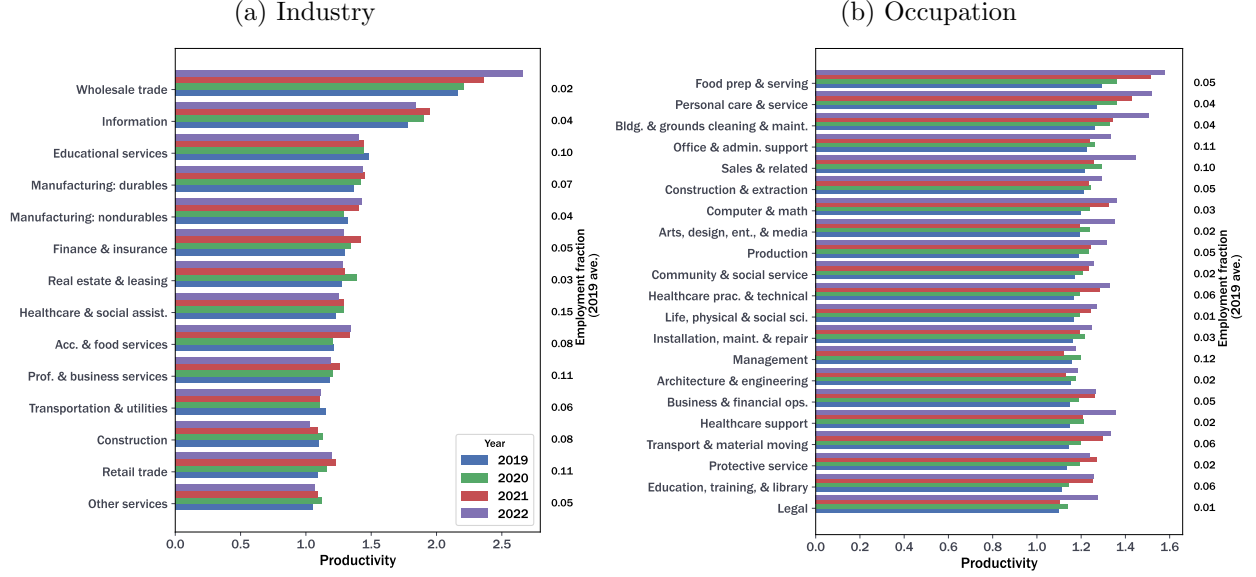 (a) Industry
Wholesale trade
Information
Educational services
Manufacturing: durables
Manufacturing: nondurables
Finance & insurance
Real estate & leasing
Healthcare & social assist.
Acc. & food services
Prof. & business services
Transportation & utilities
Construction
Retail trade
Other services
0.02
0.04
0.10
0.07
0.04
0.05
0.03
0.15
0.08
0.11
0.06
0.08
0.11
0.05
Employment fraction
(2019 ave.)
Year
2019
2020
2021
2022
0.0 0.5 1.0 1.5 2.0 2.5
Productivity
(b) Occupation
Food prep & serving
Personal care & service
Bldg. & grounds cleaning & maint.
Office & admin. support
Sales & related
Construction & extraction
Computer & math
Arts, design, ent., & media
Production
Community & social service
Healthcare prac. & technical
Life, physical & social sci.
Installation, maint. & repair
Management
Architecture & engineering
Business & financial ops.
Healthcare support
Transport & material moving
Protective service
Education, training, & library
Legal
0.05
0.04
0.04
0.11
0.10
0.05
0.03
0.02
0.05
0.02
0.06
0.01
0.03
0.12
0.02
0.05
0.02
0.06
0.02
0.06
0.01
Employment fraction
(2019 ave.)
0.0 0.2 0.4 0.6 0.8 1.0 1.2 1.4 1.6
Productivity